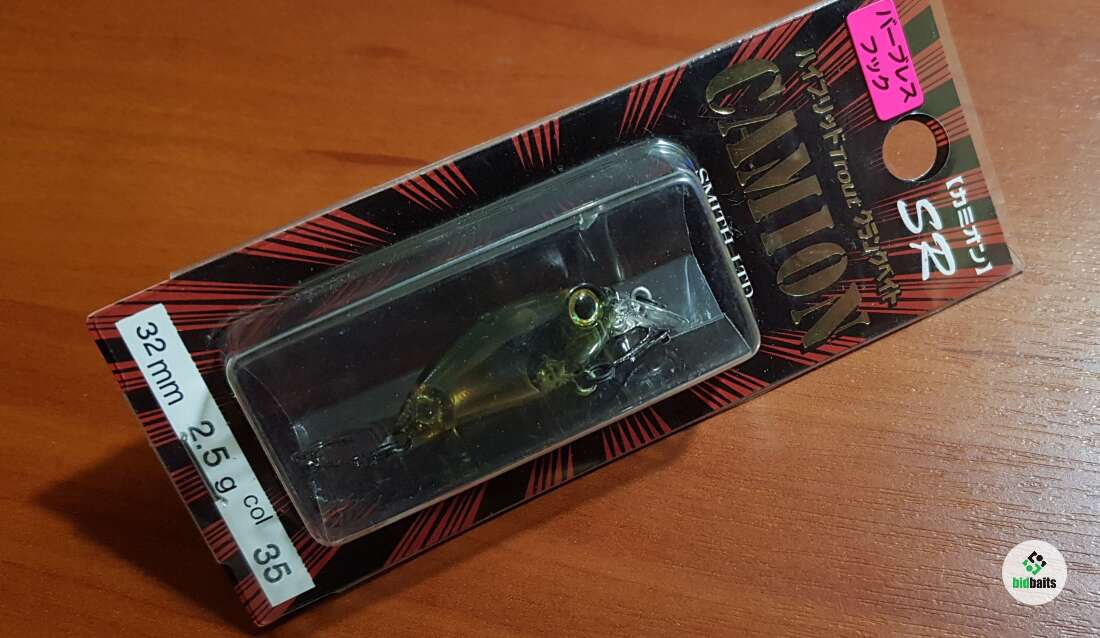 バーブレス
フック
【カミオン】
SR
ハイブリッドTroutクランクベイト
CAMION
SMITH LTD
32mm 2.5g col 35
bidbaits